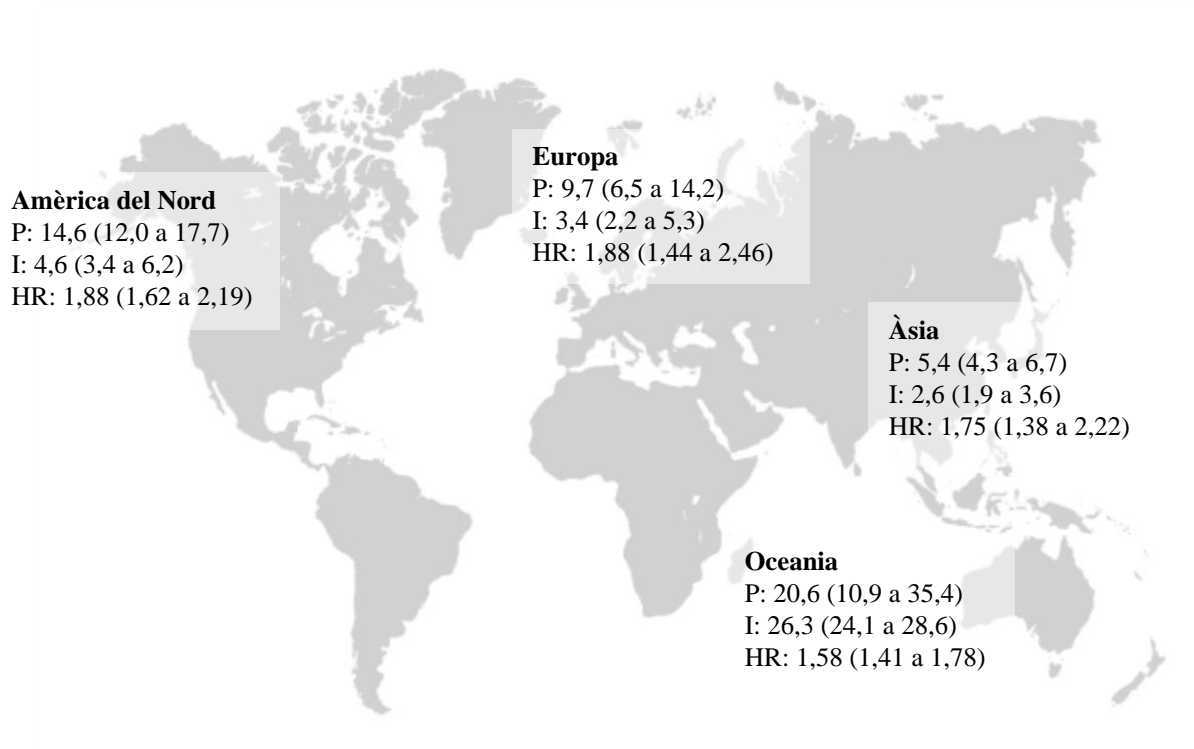 Amèrica del Nord
P: 14,6 (12,0 a 17,7)
I: 4,6 (3,4 a 6,2)
HR: 1,88 (1,62 a 2,19)
Europa
P: 9,7 (6,5 a 14,2)
I: 3,4 (2,2 a 5,3)
HR: 1,88 (1,44 a 2,46)
Àsia
P: 5,4 (4,3 a 6,7)
I: 2,6 (1,9 a 3,6)
HR: 1,75 (1,38 a 2,22)
Oceania
P: 20,6 (10,9 a 35,4)
I: 26,3 (24,1 a 28,6)
HR: 1,58 (1,41 a 1,78)